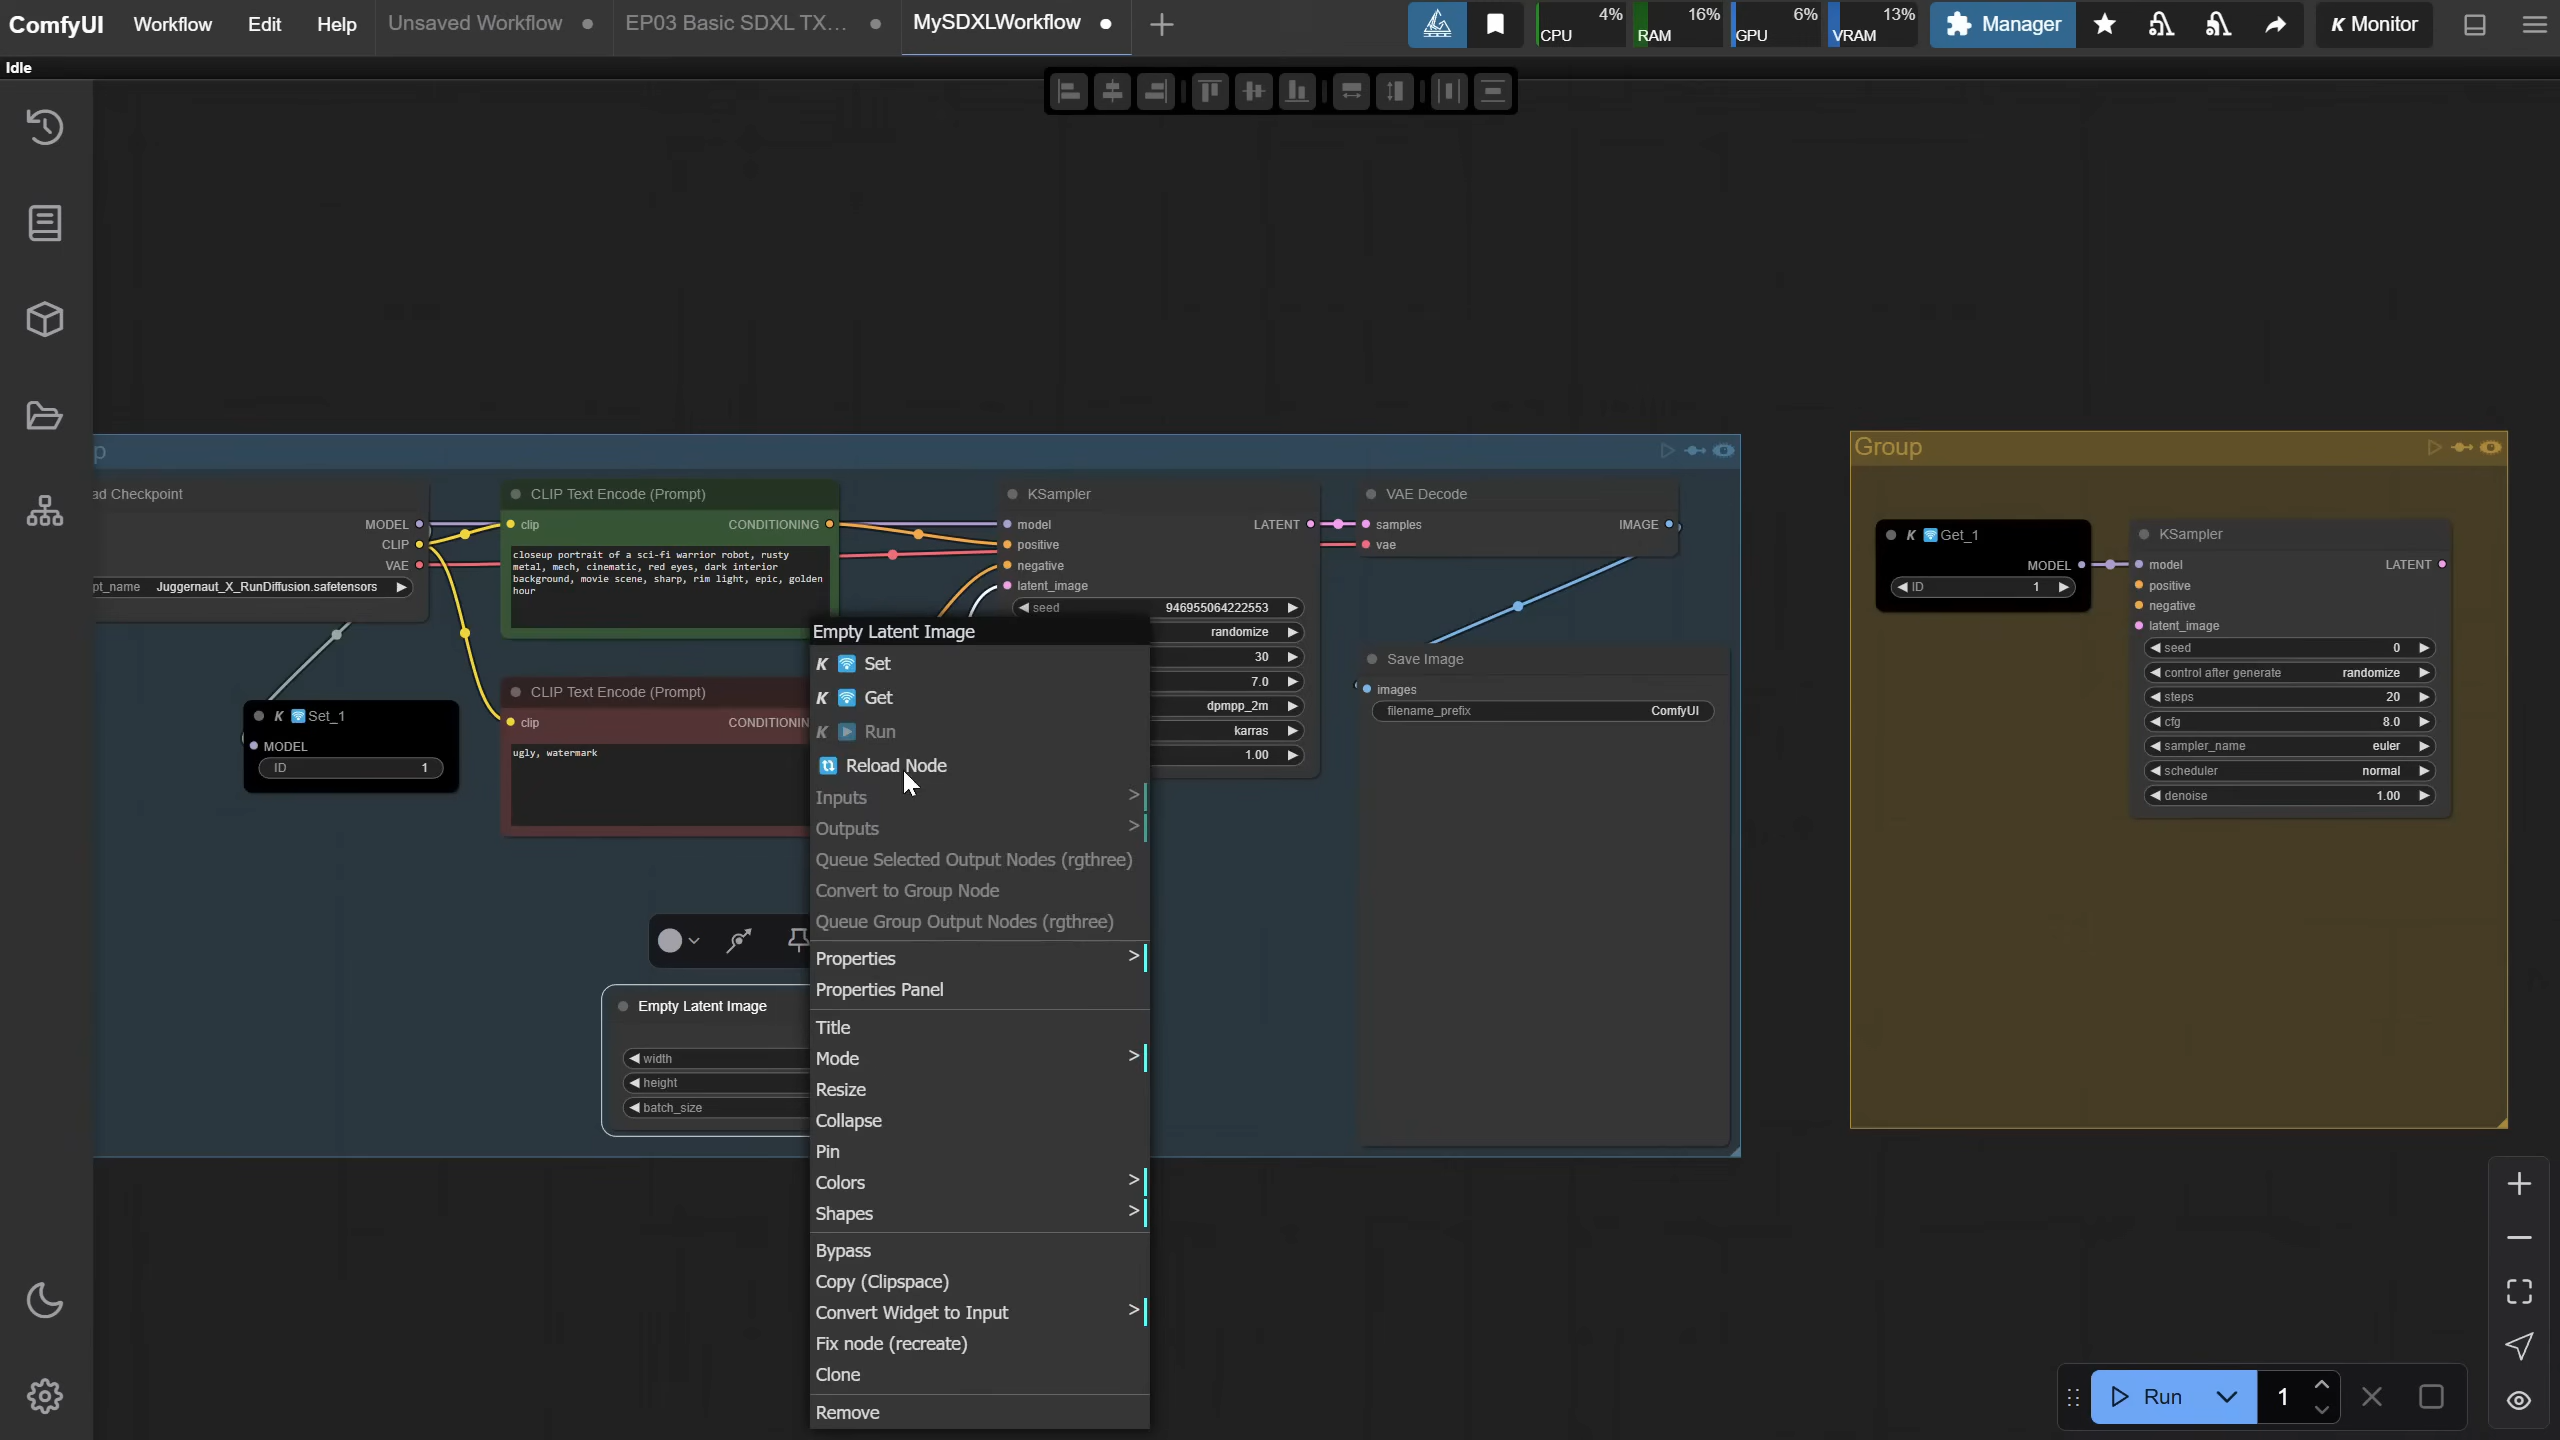 ComfyUI Workflow Edit Help Unsaved Workflow EP03 Basic SDXL TX... MySDXLWorkflow
CPU 4% RAM 16% GPU 6% VRAM 13% Manager K Monitor
Idle
p
ad Checkpoint
MODEL
CLIP
VAE
pt_name Juggernaut_X_RunDiffusion.safetensors
K Set_1
MODEL
ID 1
CLIP Text Encode (Prompt)
clip CONDITIONING
closeup portrait of a sci-fi warrior robot, rusty
metal, mech, cinematic, red eyes, dark interior
background, movie scene, sharp, rim light, epic, golden
hour
CLIP Text Encode (Prompt)
clip CONDITIONIN
ugly, watermark
Empty Latent Image
width
height
batch_size
KSampler
model LATENT
positive
negative
latent_image
seed 946955064222553
randomize
30
7.0
dpmpp_2m
karras
1.00
Empty Latent Image
K Set
K Get
K Run
Reload Node
Inputs >
Outputs >
Queue Selected Output Nodes (rgthree)
Convert to Group Node
Queue Group Output Nodes (rgthree)
Properties >
Properties Panel
Title
Mode >
Resize
Collapse
Pin
Colors >
Shapes >
Bypass
Copy (Clipspace)
Convert Widget to Input >
Fix node (recreate)
Clone
Remove
VAE Decode
samples IMAGE
vae
Save Image
images
filename_prefix ComfyUI
Group
K Get_1
MODEL
ID 1
KSampler
model LATENT
positive
negative
latent_image
seed 0
control after generate randomize
steps 20
cfg 8.0
sampler_name euler
scheduler normal
denoise 1.00
Run 1